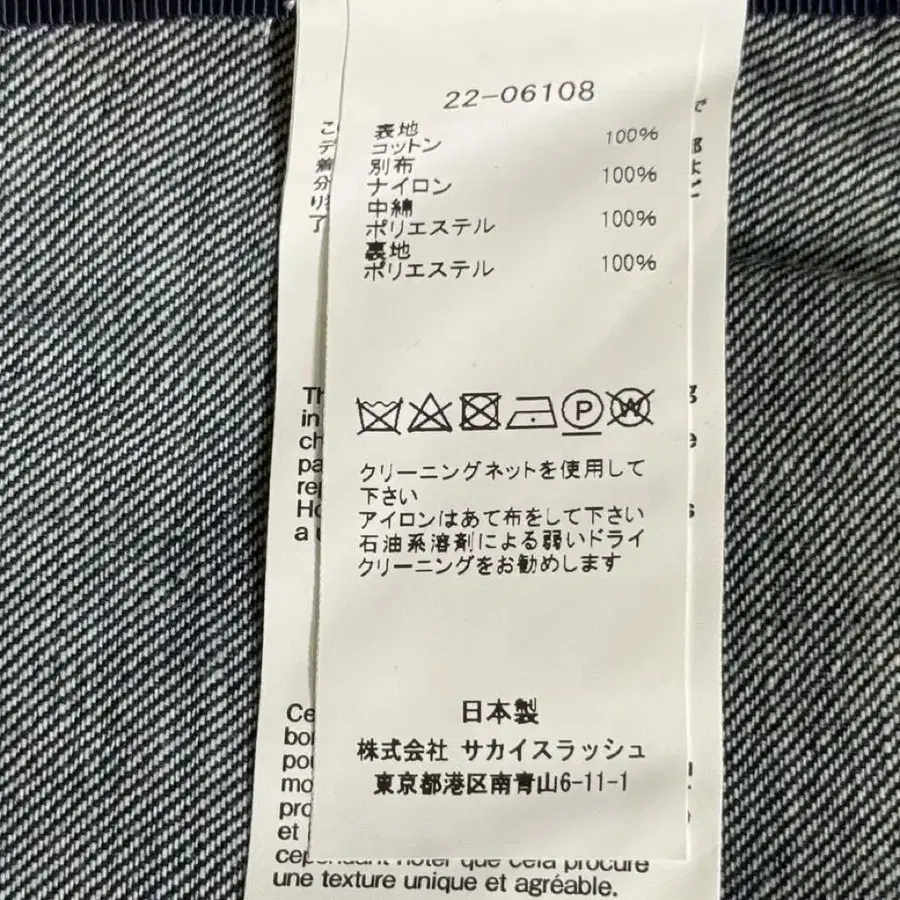 22-06108
表地
コットン 100%
別布
ナイロン 100%
中綿
ポリエステル 100%
裏地
ポリエステル 100%
P
W
クリーニングネットを使用して
下さい
アイロンはあて布をして下さい
石油系溶剤による弱いドライ
クリーニングをお勧めします
日本製
株式会社 サカイスラッシュ
東京都港区南青山6-11-1
que cela procure
une texture unique et agréable.